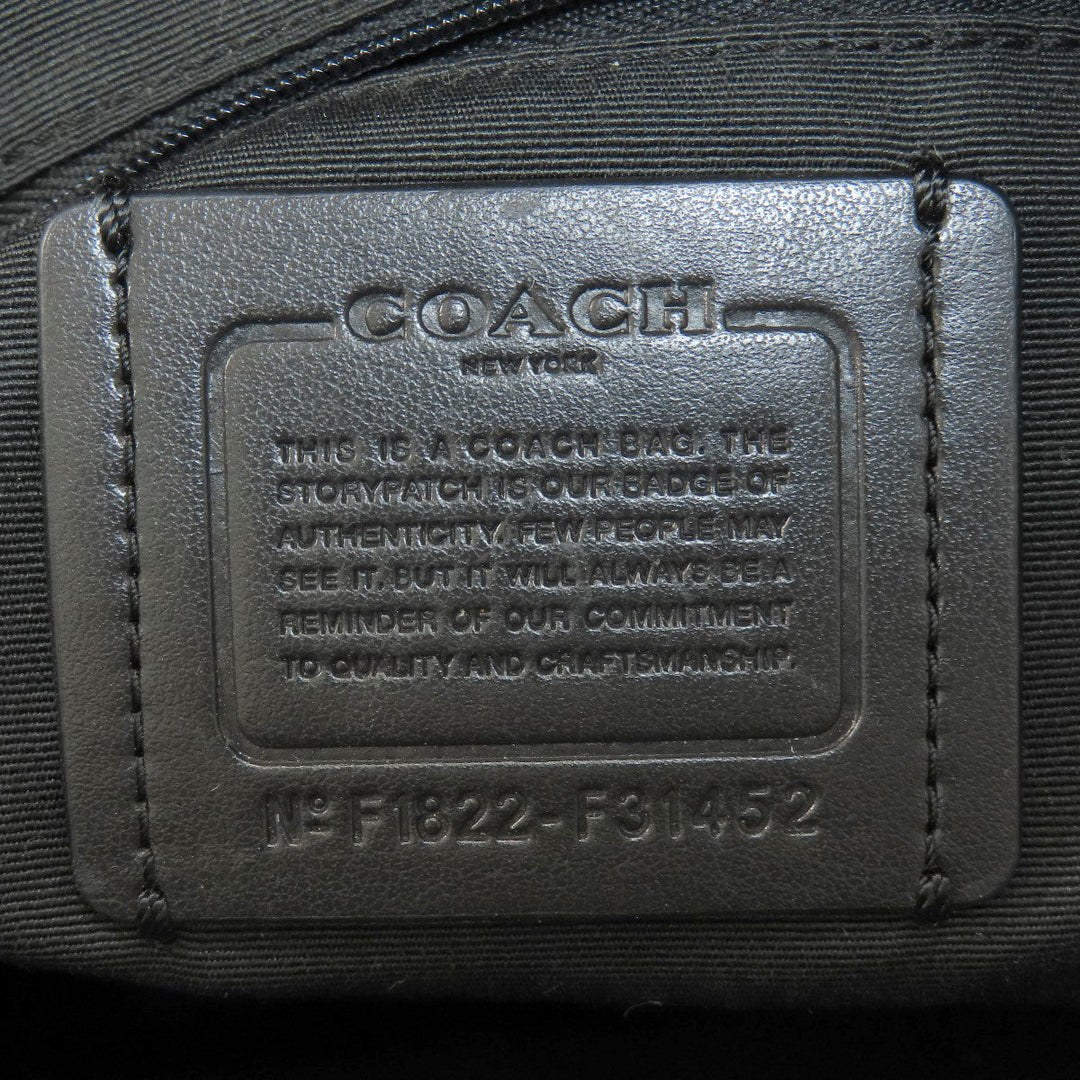 COACH
NEW YORK
THIS IS A COACH BAG. THE
STORYPATCH IS OUR BADGE OF
AUTHENTICITY. FEW PEOPLE MAY
SEE IT, BUT IT WILL ALWAYS BE A
REMINDER OF OUR COMMITMENT
TO QUALITY AND CRAFTSMANSHIP.
Nº F1822-F31452